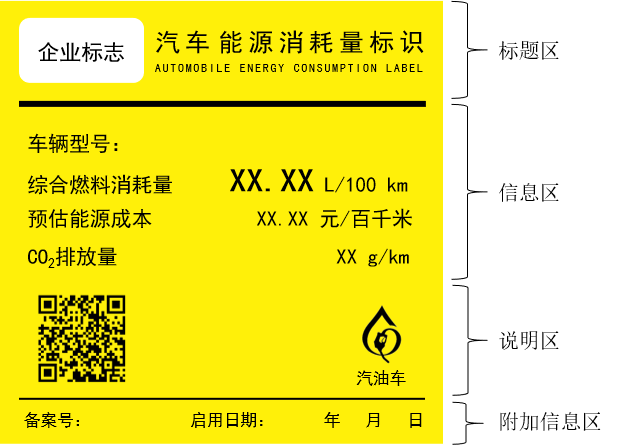 企业标志
汽车能源消耗量标识
AUTOMOBILE ENERGY CONSUMPTION LABEL
标题区
车辆型号：
综合燃料消耗量 XX.XX L/100 km
预估能源成本 XX.XX 元/百千米
CO₂排放量 XX g/km
信息区
汽油车
说明区
备案号： 启用日期： 年 月 日
附加信息区